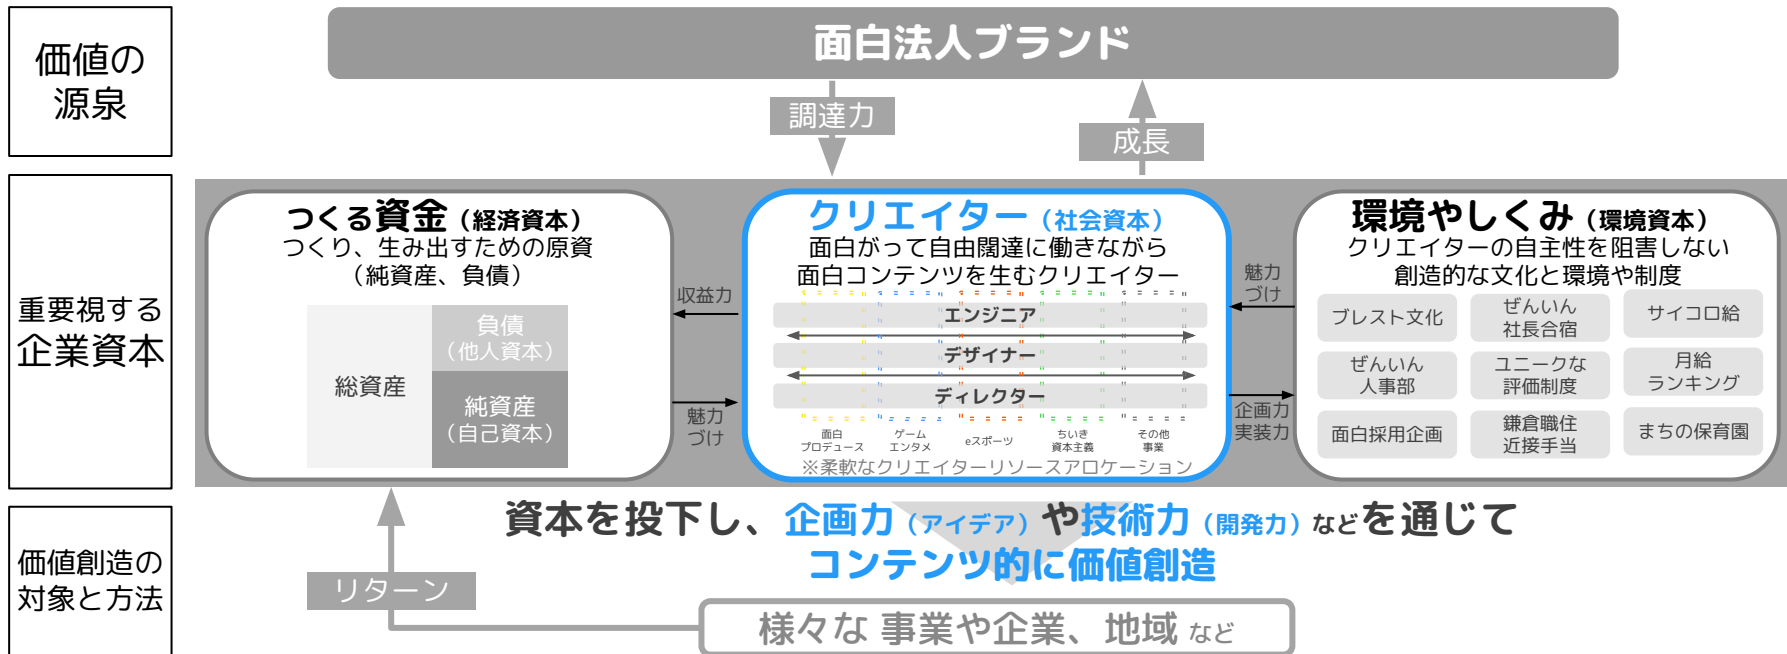 価値の
源泉
面白法人ブランド
調達力
成長
重要視する
企業資本
つくる資金（経済資本）
つくり、生み出すための原資
（純資産、負債）
総資産
負債
（他人資本）
純資産
（自己資本）
収益力
魅力
づけ
クリエイター（社会資本）
面白がって自由闊達に働きながら
面白コンテンツを生むクリエイター
エンジニア
デザイナー
ディレクター
面白
プロデュース
ゲーム
エンタメ
eスポーツ
ちいき
資本主義
その他
事業
※柔軟なクリエイターリソースアロケーション
魅力
づけ
企画力
実装力
環境やしくみ（環境資本）
クリエイターの自主性を阻害しない
創造的な文化と環境や制度
ブレスト文化
ぜんいん
社長合宿
サイコロ給
ぜんいん
人事部
ユニークな
評価制度
月給
ランキング
面白採用企画
鎌倉職住
近接手当
まちの保育園
価値創造の
対象と方法
資本を投下し、企画力（アイデア）や技術力（開発力）などを通じて
コンテンツ的に価値創造
リターン
様々な 事業や企業、地域 など